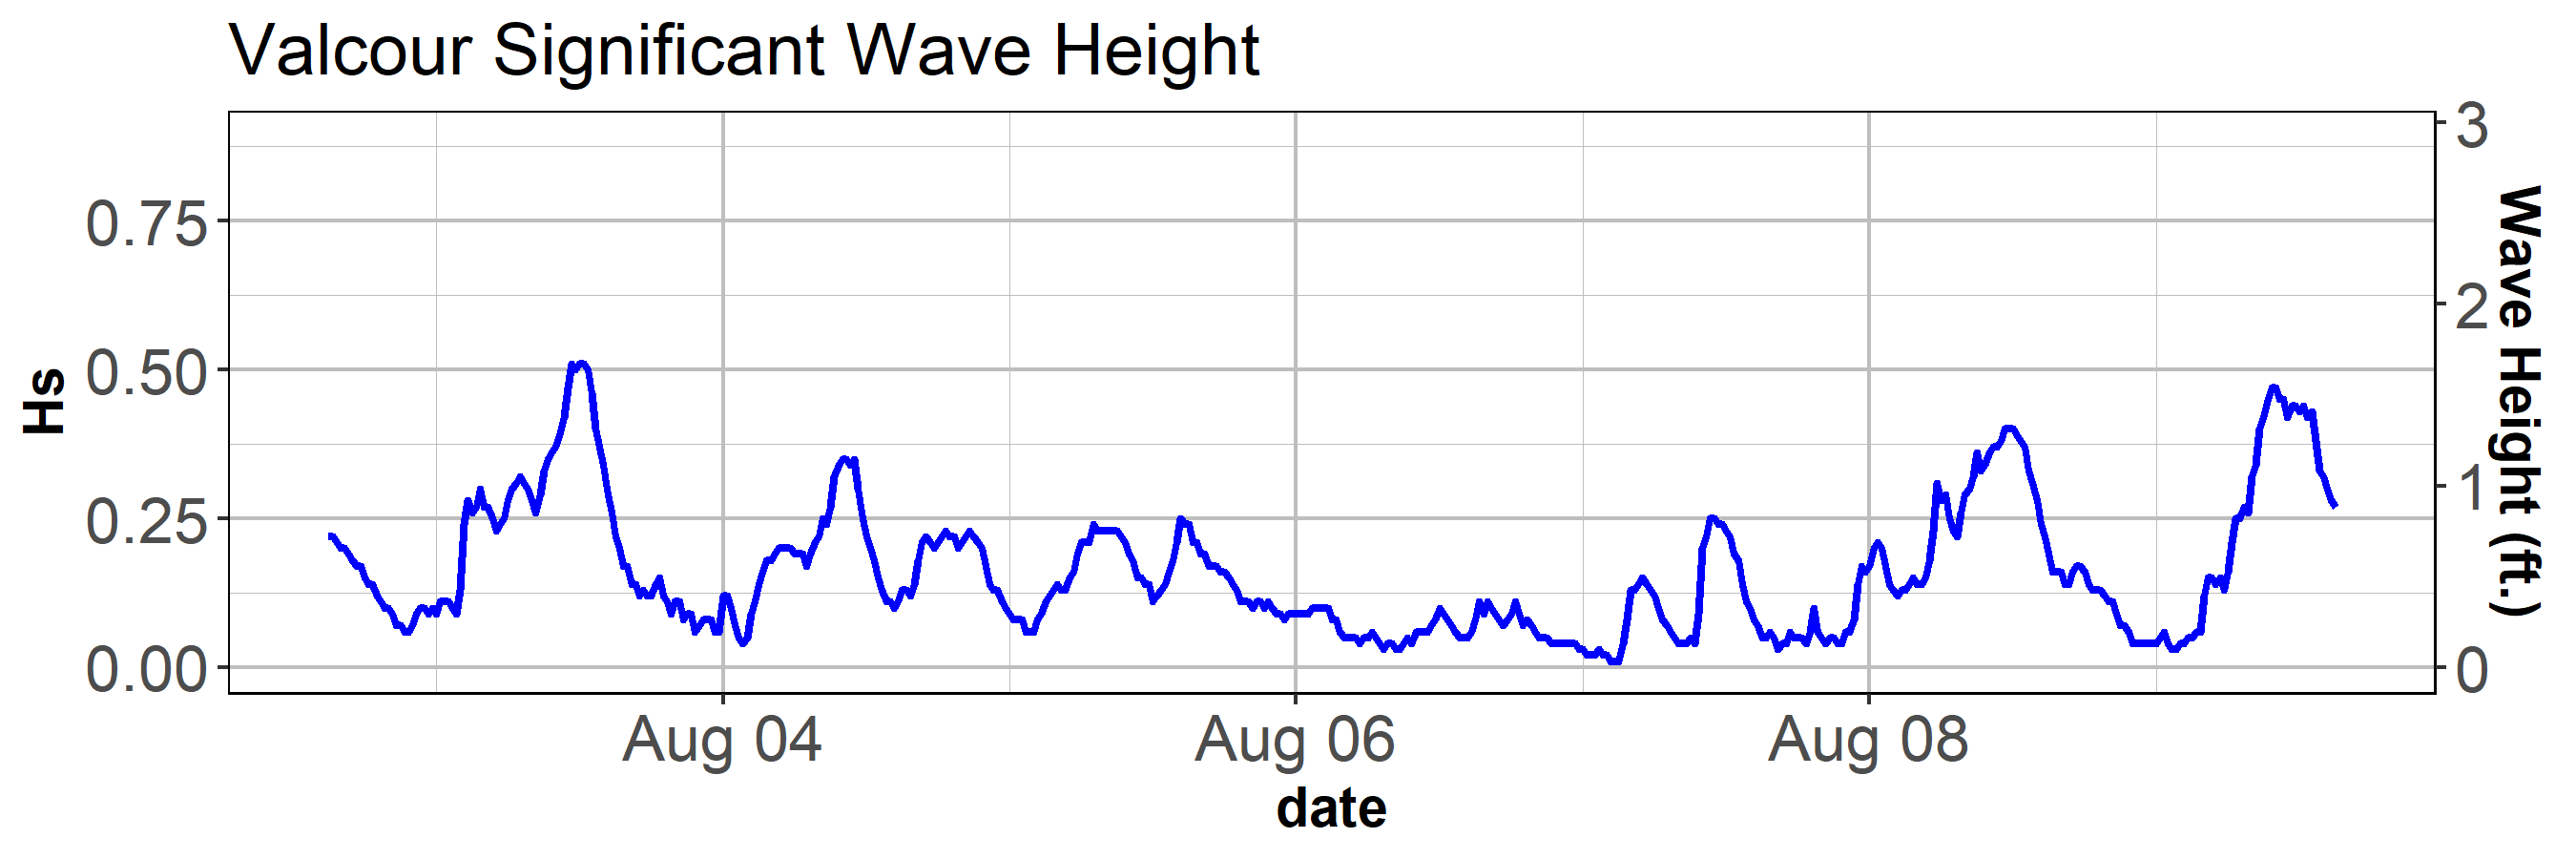 Valcour Significant Wave Height
Hs
0.75
0.50
0.25
0.00
3
2
1
0
Wave Height (ft.)
Aug 04 Aug 06 Aug 08
date